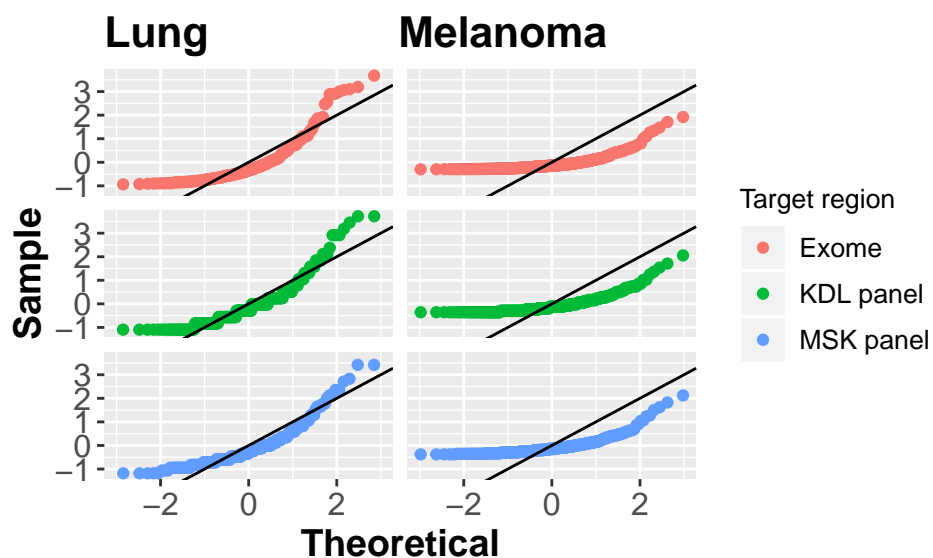 Lung Melanoma
3
2
1
0
−1
3
2
1
0
−1
3
2
1
0
−1
Sample
−2 0 2 −2 0 2
Theoretical
Target region
Exome
KDL panel
MSK panel